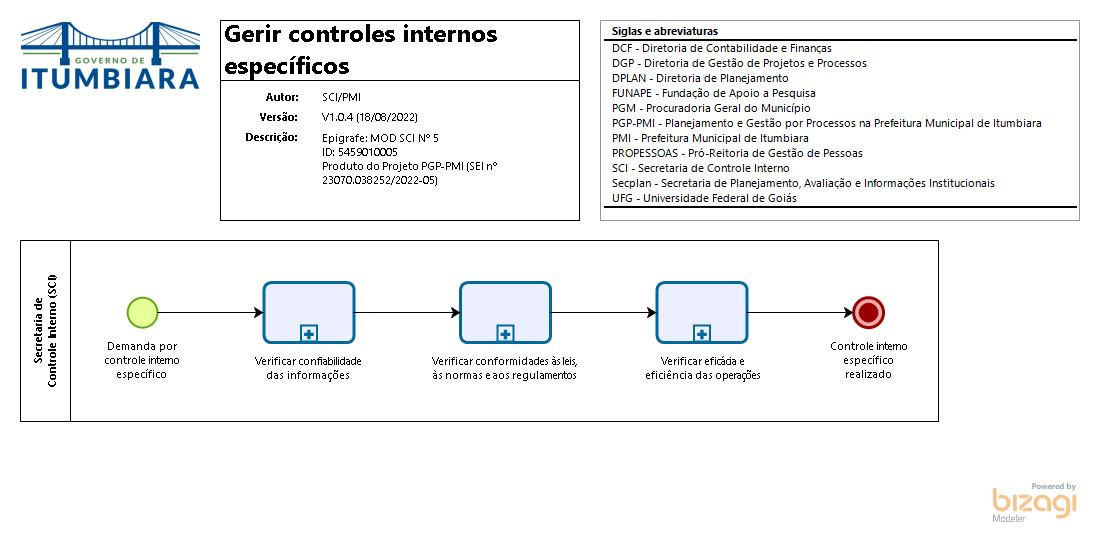 GOVERNO DE
ITUMBIARA
Gerir controles internos
específicos
Autor: SCI/PMI
Versão: V1.0.4 (18/08/2022)
Descrição: Epigrafe: MOD SCI Nº 5
ID: 5459010005
Produto do Projeto PGP-PMI (SEI nº
23070.038252/2022-05)
Siglas e abreviaturas
DCF - Diretoria de Contabilidade e Finanças
DGP - Diretoria de Gestão de Projetos e Processos
DPLAN - Diretoria de Planejamento
FUNAPE - Fundação de Apoio a Pesquisa
PGM - Procuradoria Geral do Município
PGP-PMI - Planejamento e Gestão por Processos na Prefeitura Municipal de Itumbiara
PMI - Prefeitura Municipal de Itumbiara
PROPESSOAS - Pró-Reitoria de Gestão de Pessoas
SCI - Secretaria de Controle Interno
Secplan - Secretaria de Planejamento, Avaliação e Informações Institucionais
UFG - Universidade Federal de Goiás
Secretaria de
Controle Interno (SCI)
Demanda por
controle interno
específico
Verificar confiabilidade
das informações
Verificar conformidades às leis,
às normas e aos regulamentos
Verificar eficácia e
eficiência das operações
Controle interno
específico
realizado
Powered by
bizagi
Modeler